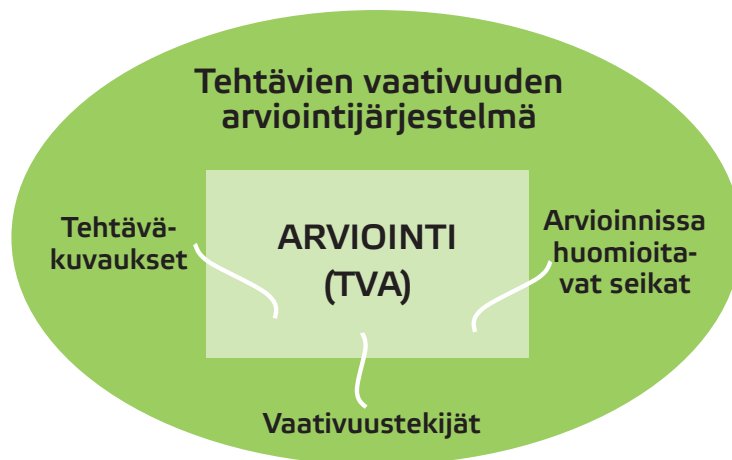 Tehtävien vaativuuden
arviointijärjestelmä
Tehtävä-
kuvaukset
ARVIOINTI
(TVA)
Arvioinnissa
huomioita-
vat seikat
Vaativuustekijät